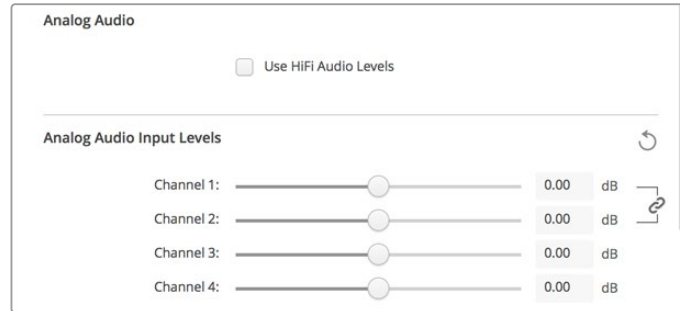 Analog Audio
Use HiFi Audio Levels
Analog Audio Input Levels
Channel 1: 0.00 dB
Channel 2: 0.00 dB
Channel 3: 0.00 dB
Channel 4: 0.00 dB